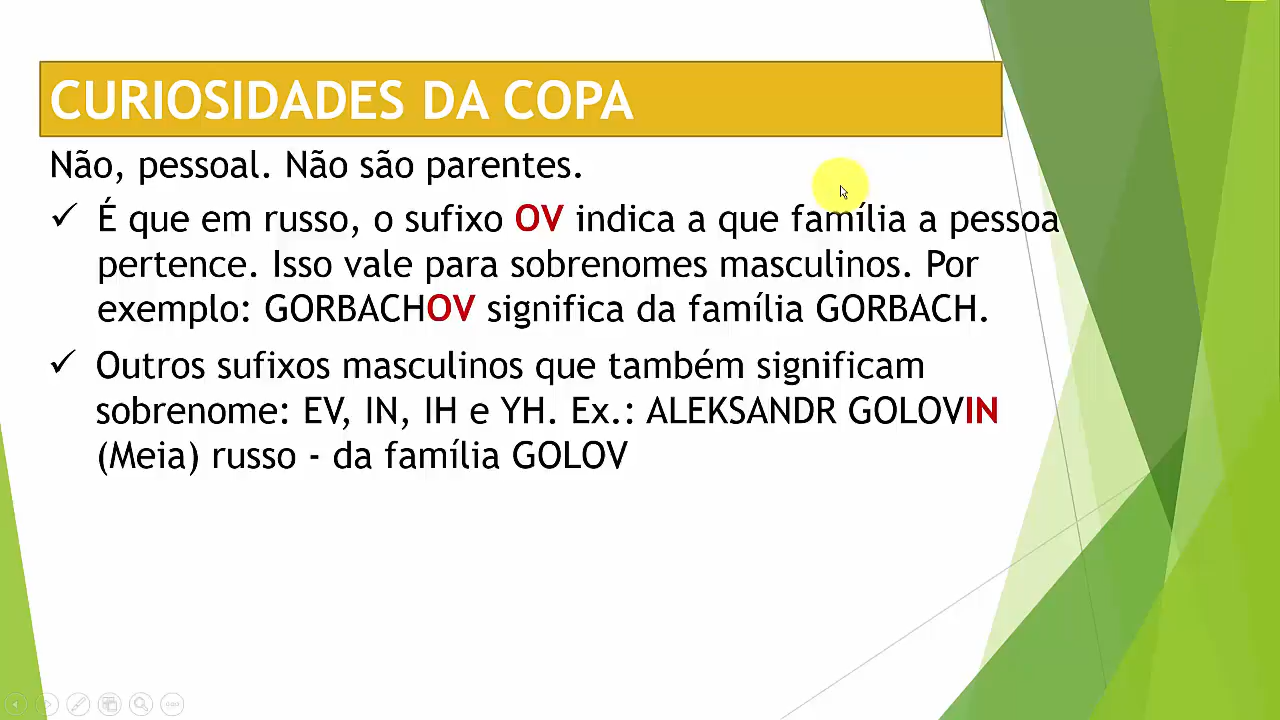 CURIOSIDADES DA COPA
Não, pessoal. Não são parentes.
✓ É que em russo, o sufixo OV indica a que família a pessoa
pertence. Isso vale para sobrenomes masculinos. Por
exemplo: GORBACHOV significa da família GORBACH.
✓ Outros sufixos masculinos que também significam
sobrenome: EV, IN, IH e YH. Ex.: ALEKSANDR GOLOVIN
(Meia) russo - da família GOLOV